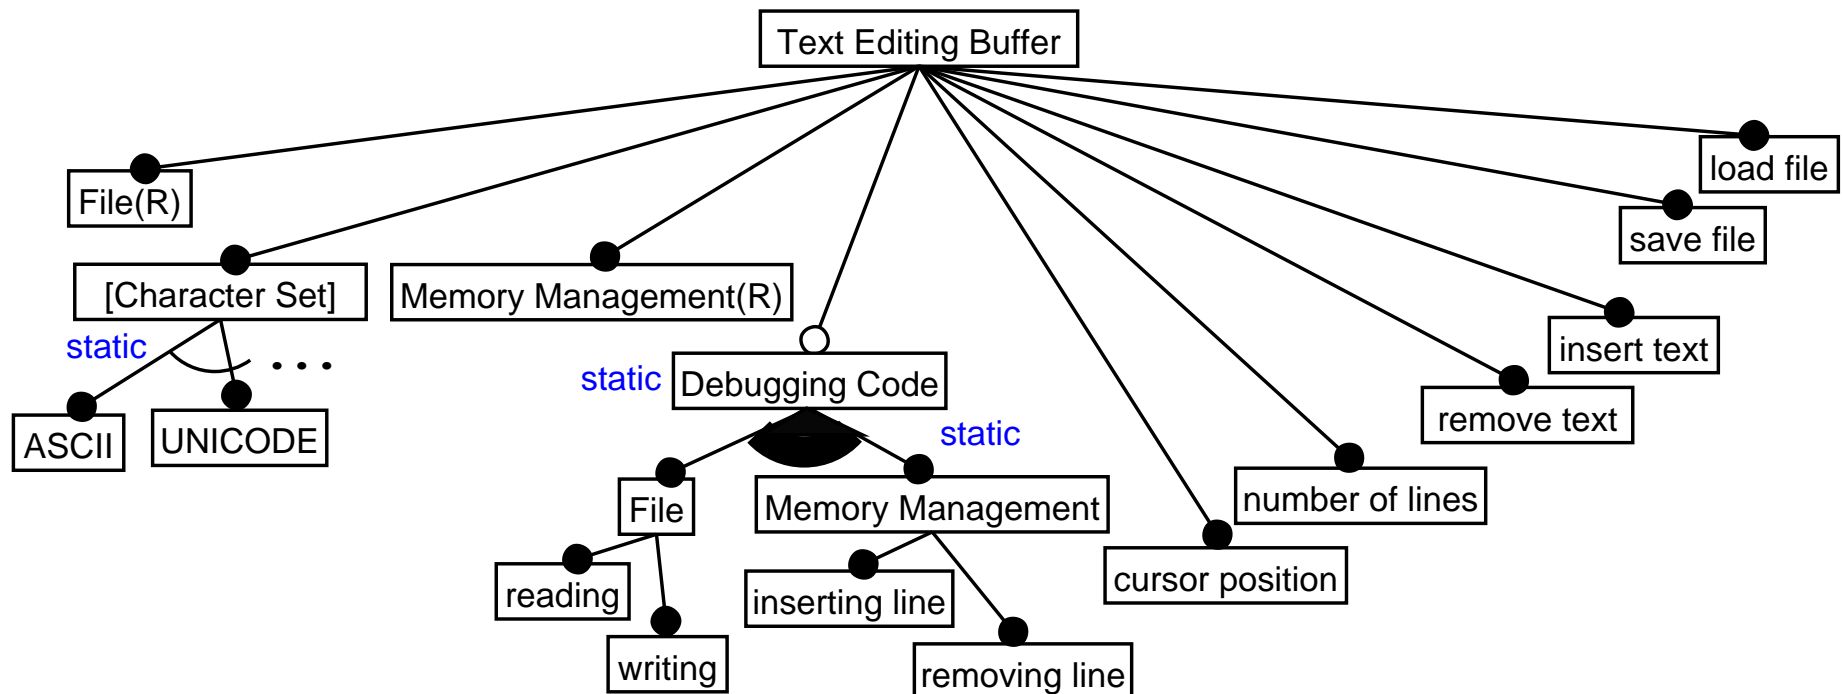 Text Editing Buffer
load file
File(R)
save file
[Character Set]
Memory Management(R)
insert text
static
. . .
static
Debugging Code
remove text
ASCII
UNICODE
static
number of lines
File
Memory Management
cursor position
reading
inserting line
writing
removing line